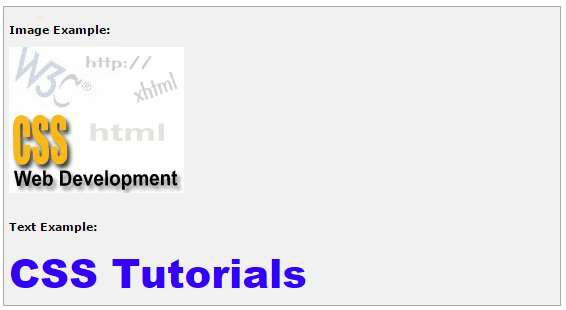 Image Example:
W3C®
http://
xhtml
html
CSS
Web Development
Text Example:
CSS Tutorials